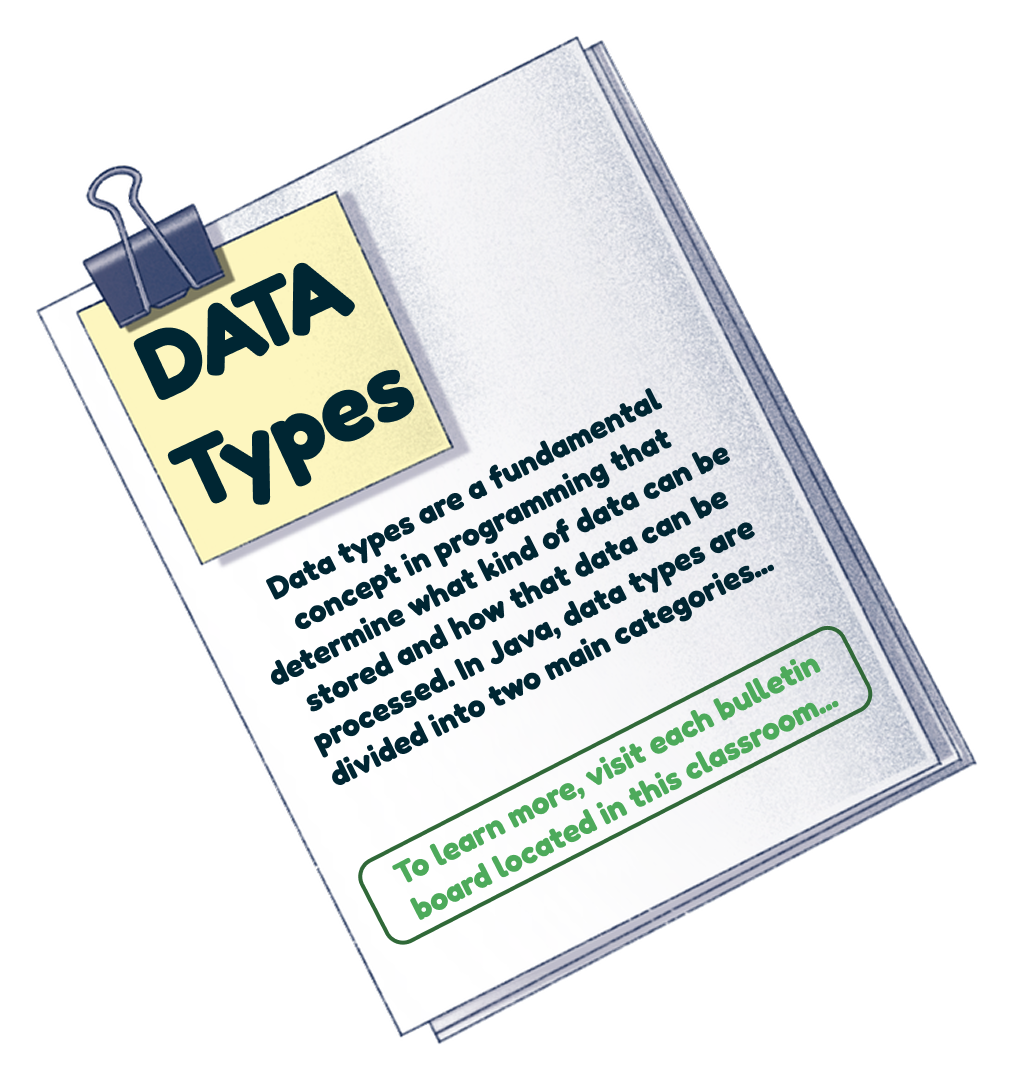 DATA
Types
Data types are a fundamental
concept in programming that
determine what kind of data can be
stored and how that data can be
processed. In Java, data types are
divided into two main categories...
To learn more, visit each bulletin
board located in this classroom...